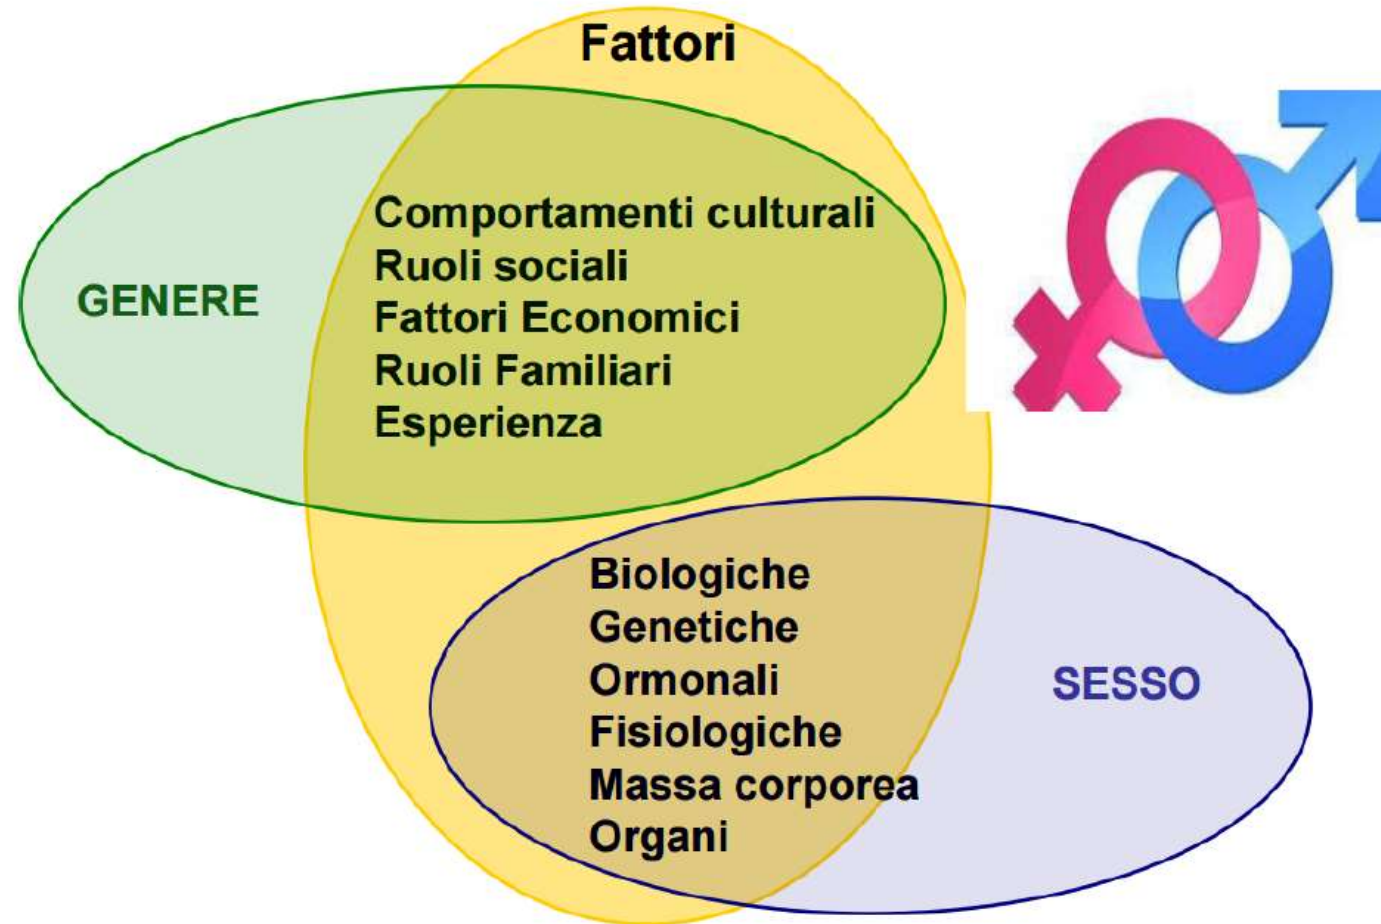 Fattori
GENERE
Comportamenti culturali
Ruoli sociali
Fattori Economici
Ruoli Familiari
Esperienza
Biologiche
Genetiche
Ormonali
Fisiologiche
Massa corporea
Organi
SESSO